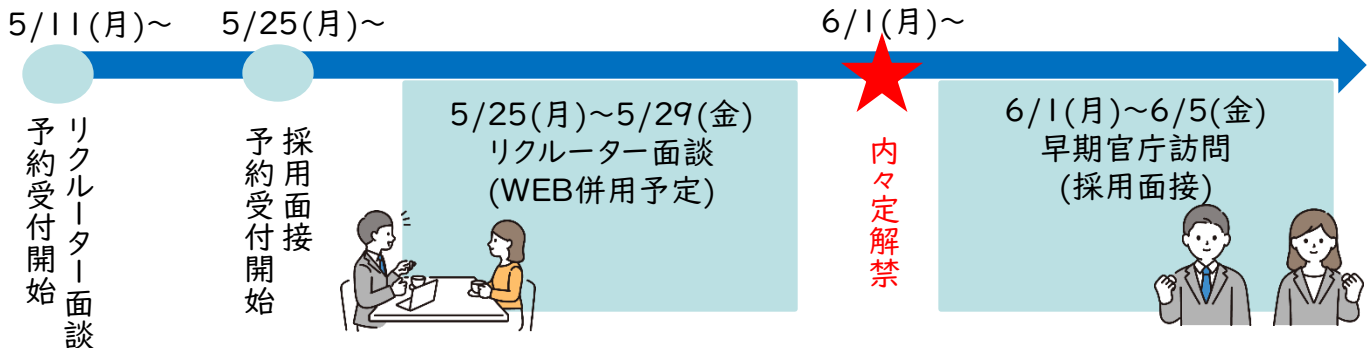 5/11(月)～
5/25(月)～
6/1(月)～
リクルーター面談
予約受付開始
採用面接
予約受付開始
5/25(月)～5/29(金)
リクルーター面談
(WEB併用予定)
内々定解禁
6/1(月)～6/5(金)
早期官庁訪問
(採用面接)